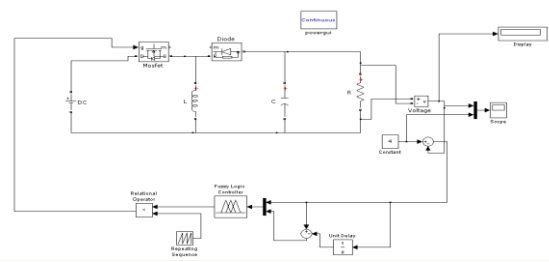 Continuous
powergui
Diode
Mosfet
Display
DC
L
C
R
Voltage
Scope
Constant
Relational
Operator
Fuzzy Logic
Controller
Unit Delay
Repeating
Sequence